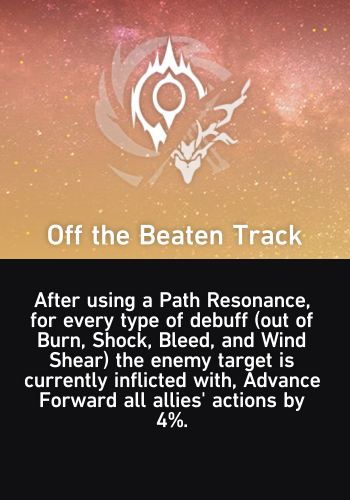 Off the Beaten Track
After using a Path Resonance,
for every type of debuff (out of
Burn, Shock, Bleed, and Wind
Shear) the enemy target is
currently inflicted with, Advance
Forward all allies' actions by
4%.